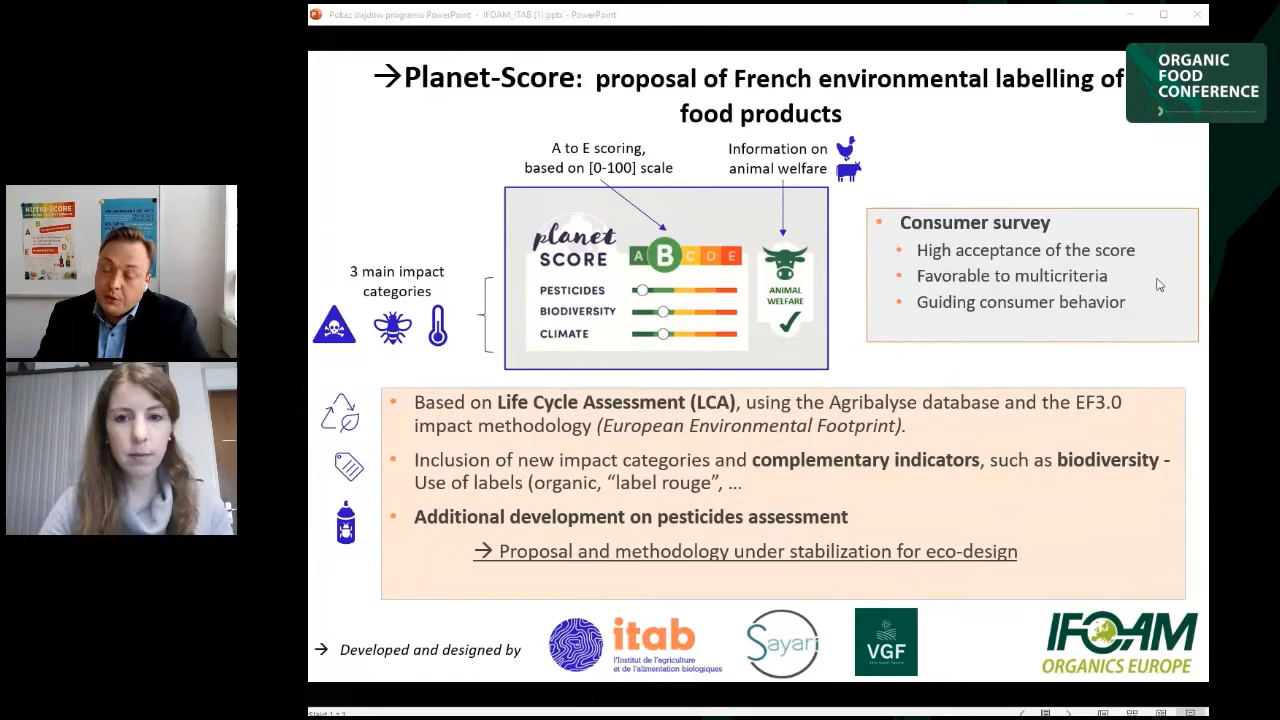 Pokaz slajdów programu PowerPoint - IFOAM_ITAB (1).pptx - PowerPoint
→Planet-Score: proposal of French environmental labelling of
food products
ORGANIC
FOOD
CONFERENCE
A to E scoring,
based on [0-100] scale
Information on
animal welfare
NUTRI-SCORE
planet
SCORE
A B C D E
PESTICIDES
BIODIVERSITY
CLIMATE
ANIMAL
WELFARE
3 main impact
categories
• Consumer survey
• High acceptance of the score
• Favorable to multicriteria
• Guiding consumer behavior
• Based on Life Cycle Assessment (LCA), using the Agribalyse database and the EF3.0
impact methodology (European Environmental Footprint).
• Inclusion of new impact categories and complementary indicators, such as biodiversity -
Use of labels (organic, “label rouge”, ...
• Additional development on pesticides assessment
→ Proposal and methodology under stabilization for eco-design
→ Developed and designed by
itab
l'Institut de l'agriculture
et de l'alimentation biologiques
Sayari
VGF
IFOAM
ORGANICS EUROPE